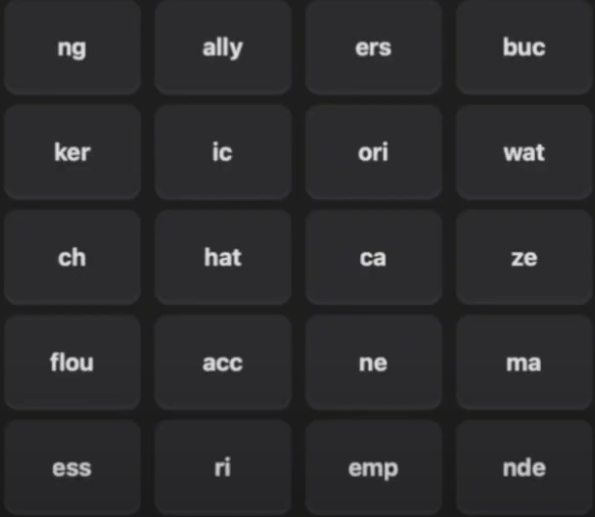 ng ally ers buc
ker ic ori wat
ch hat ca ze
flou acc ne ma
ess ri emp nde